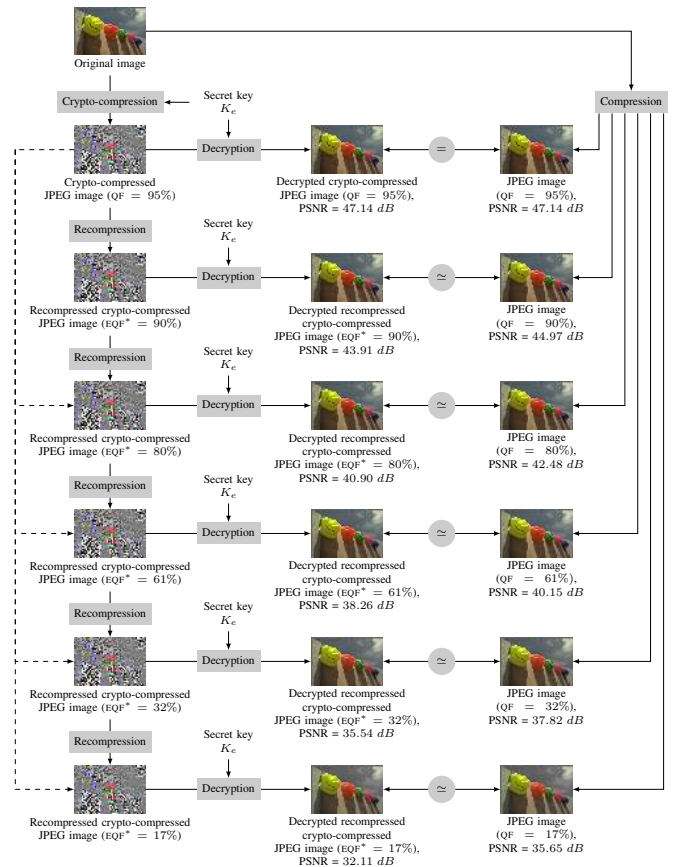 Original image
Crypto-compression
Secret key
K_e
Compression
Decryption
=
Crypto-compressed
JPEG image (QF = 95%)
Decrypted crypto-compressed
JPEG image (QF = 95%),
PSNR = 47.14 dB
JPEG image
(QF = 95%),
PSNR = 47.14 dB
Recompression
Secret key
K_e
Decryption
≃
Recompressed crypto-compressed
JPEG image (EQF* = 90%)
Decrypted recompressed
crypto-compressed
JPEG image (EQF* = 90%),
PSNR = 43.91 dB
JPEG image
(QF = 90%),
PSNR = 44.97 dB
Recompression
Secret key
K_e
Decryption
≃
Recompressed crypto-compressed
JPEG image (EQF* = 80%)
Decrypted recompressed
crypto-compressed
JPEG image (EQF* = 80%),
PSNR = 40.90 dB
JPEG image
(QF = 80%),
PSNR = 42.48 dB
Recompression
Secret key
K_e
Decryption
≃
Recompressed crypto-compressed
JPEG image (EQF* = 61%)
Decrypted recompressed
crypto-compressed
JPEG image (EQF* = 61%),
PSNR = 38.26 dB
JPEG image
(QF = 61%),
PSNR = 40.15 dB
Recompression
Secret key
K_e
Decryption
≃
Recompressed crypto-compressed
JPEG image (EQF* = 32%)
Decrypted recompressed
crypto-compressed
JPEG image (EQF* = 32%),
PSNR = 35.54 dB
JPEG image
(QF = 32%),
PSNR = 37.82 dB
Recompression
Secret key
K_e
Decryption
≃
Recompressed crypto-compressed
JPEG image (EQF* = 17%)
Decrypted recompressed
crypto-compressed
JPEG image (EQF* = 17%),
PSNR = 32.11 dB
JPEG image
(QF = 17%),
PSNR = 35.65 dB